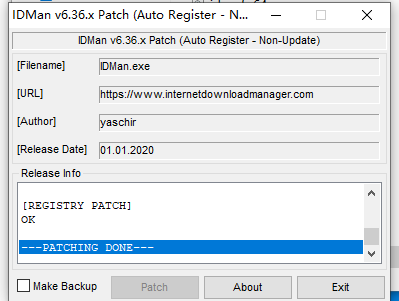 IDMan v6.36.x Patch (Auto Register - N...
IDMan v6.36.x Patch (Auto Register - Non-Update)
[Filename] IDMan.exe
[URL] https://www.internetdownloadmanager.com
[Author] yaschir
[Release Date] 01.01.2020
Release Info
[REGISTRY PATCH]
OK
---PATCHING DONE---
Make Backup Patch About Exit